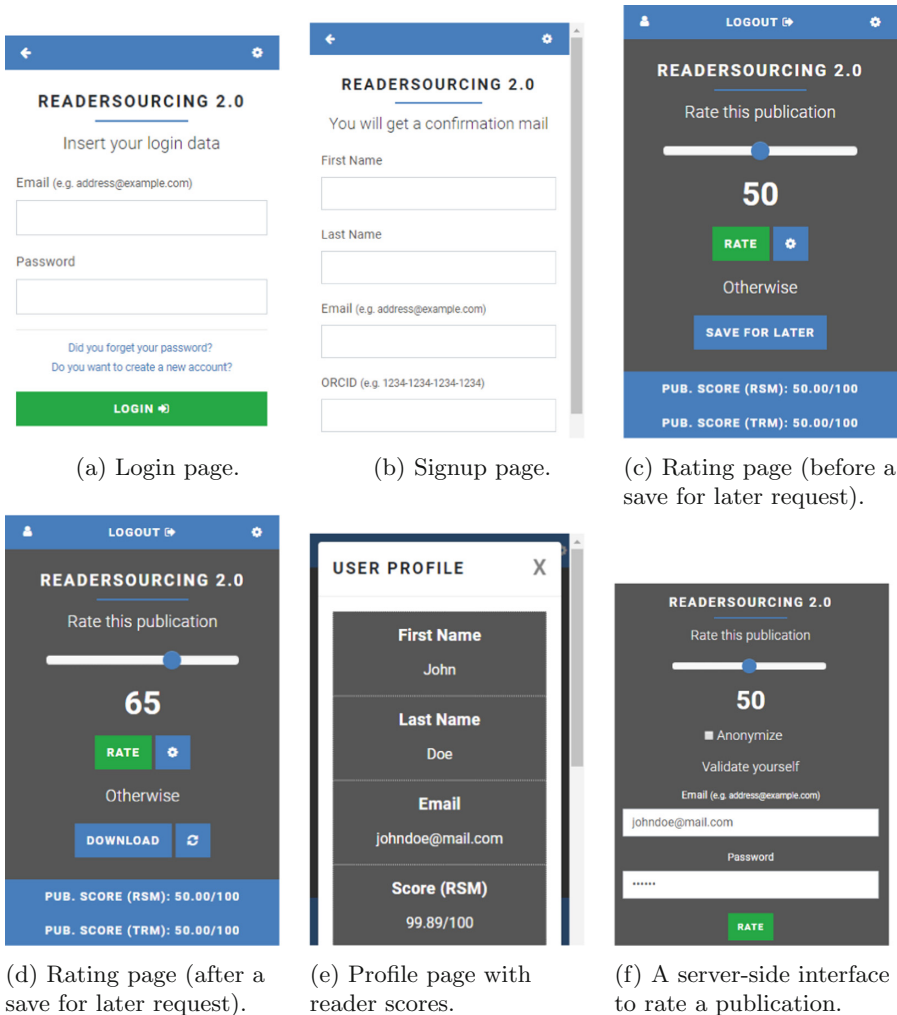 READERSOURCING 2.0
Insert your login data
Email (e.g. address@example.com)
Password
Did you forget your password?
Do you want to create a new account?
LOGIN
(a) Login page.
READERSOURCING 2.0
You will get a confirmation mail
First Name
Last Name
Email (e.g. address@example.com)
ORCID (e.g. 1234-1234-1234-1234)
(b) Signup page.
LOGOUT
READERSOURCING 2.0
Rate this publication
50
RATE
Otherwise
SAVE FOR LATER
PUB. SCORE (RSM): 50.00/100
PUB. SCORE (TRM): 50.00/100
(c) Rating page (before a
save for later request).
LOGOUT
READERSOURCING 2.0
Rate this publication
65
RATE
Otherwise
DOWNLOAD
PUB. SCORE (RSM): 50.00/100
PUB. SCORE (TRM): 50.00/100
(d) Rating page (after a
save for later request).
USER PROFILE X
First Name
John
Last Name
Doe
Email
johndoe@mail.com
Score (RSM)
99.89/100
(e) Profile page with
reader scores.
READERSOURCING 2.0
Rate this publication
50
Anonymize
Validate yourself
Email (e.g. address@example.com)
johndoe@mail.com
Password
••••••
RATE
(f) A server-side interface
to rate a publication.